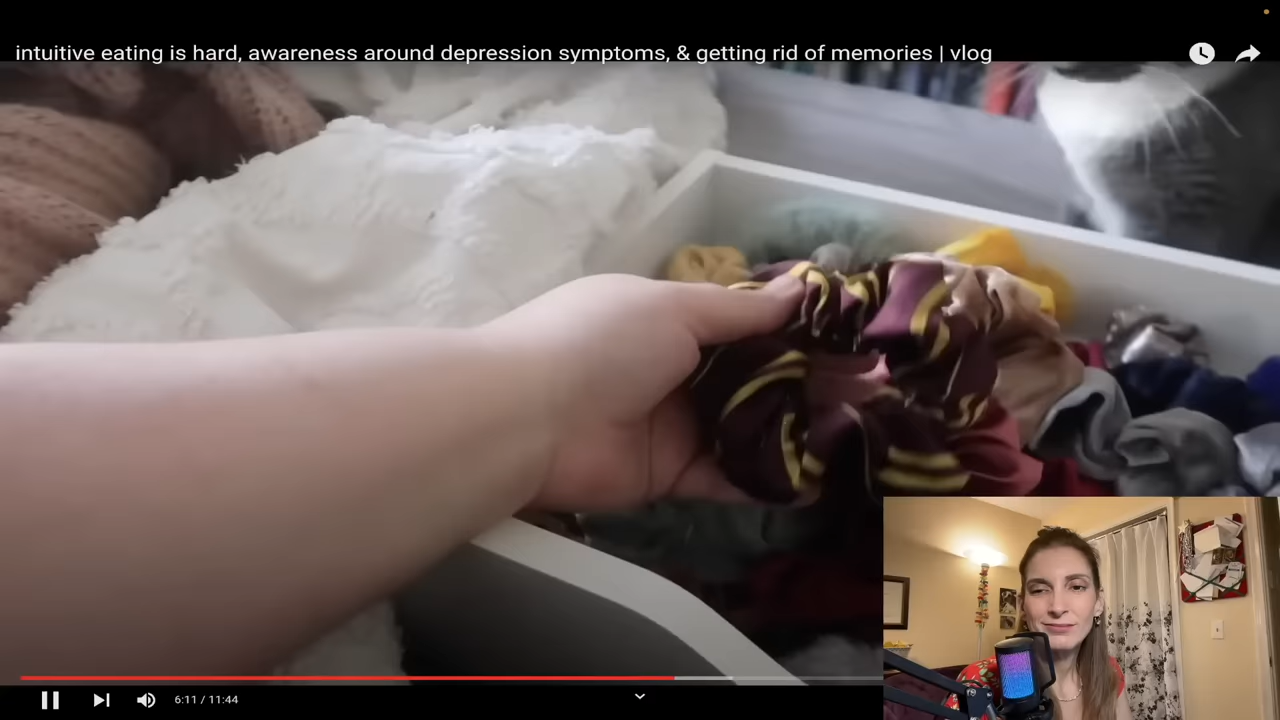 intuitive eating is hard, awareness around depression symptoms, & getting rid of memories | vlog
6:11 / 11:44